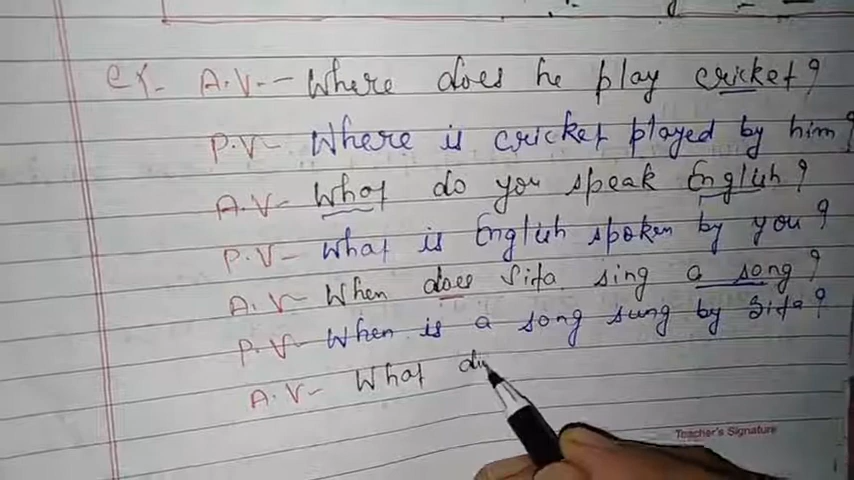 ex. A.V.- Where does he play cricket?
P.V- Where is cricket played by him?
A.V- What do you speak English?
P.V- What is English spoken by you?
A.V- When does Sita sing a song?
P.V- When is a song sung by Sita?
A.V- What di
Teacher's Signature